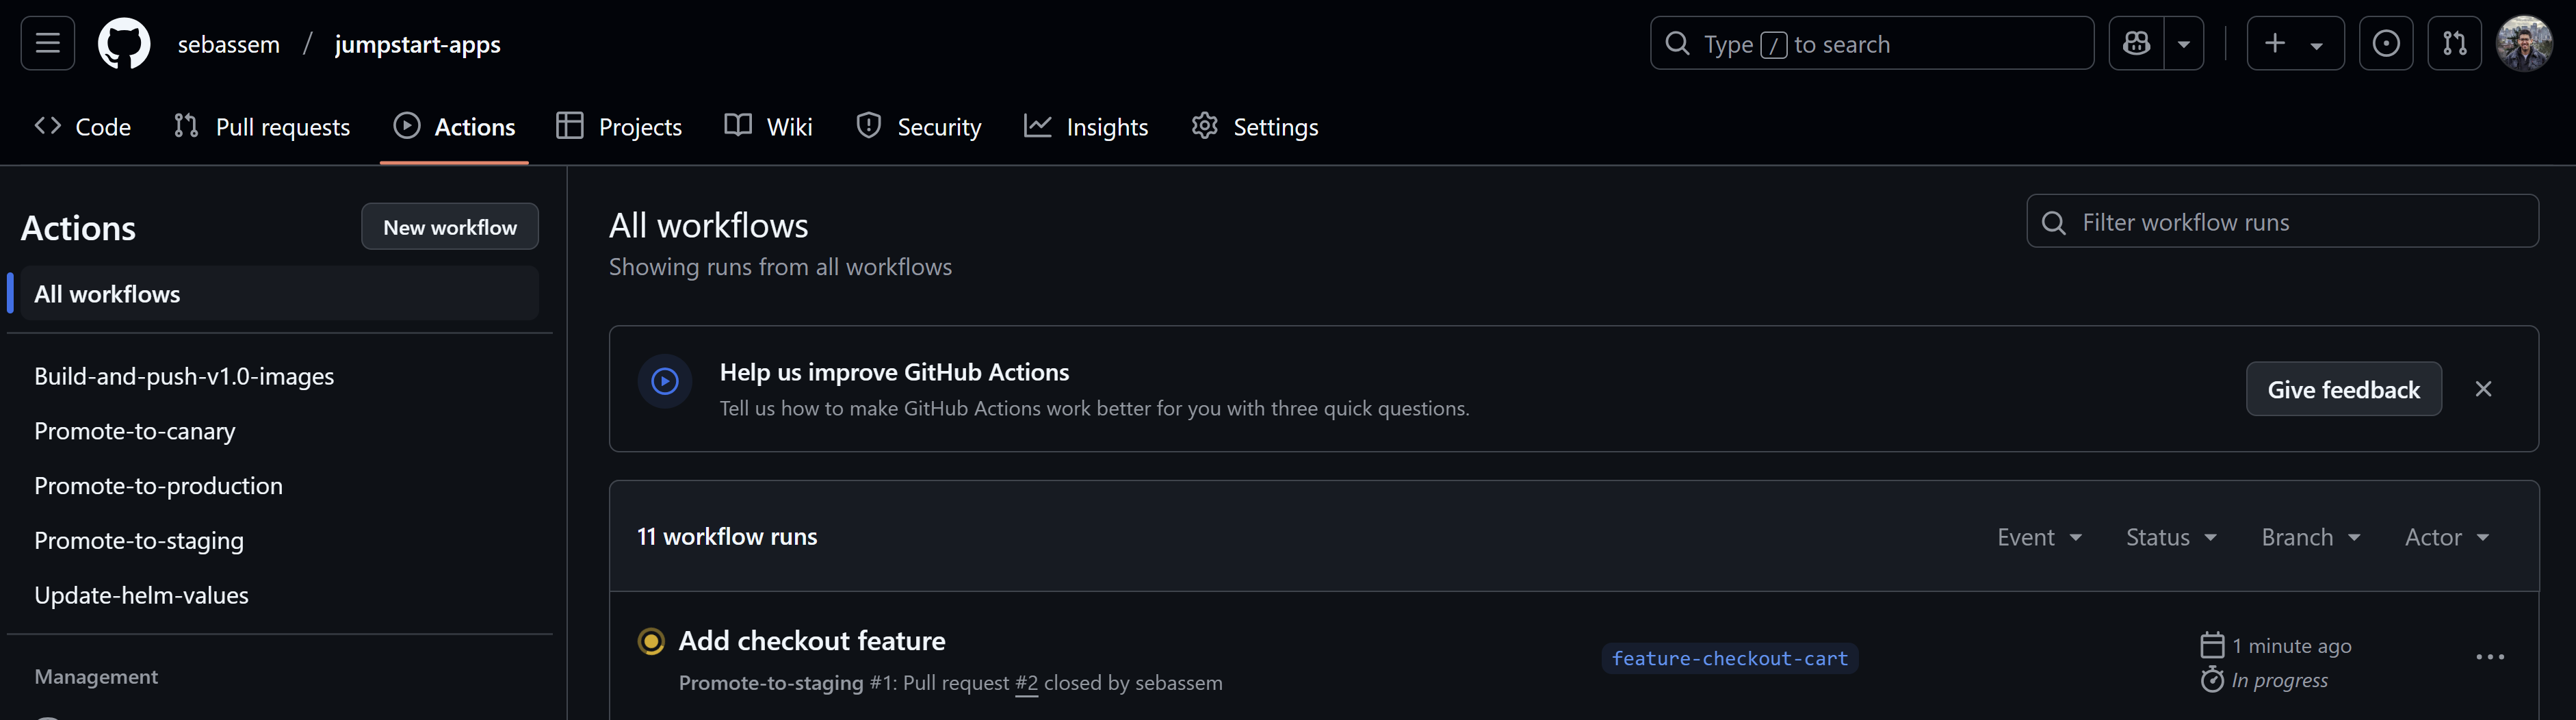 sebassem / jumpstart-apps
Type / to search
Code
Pull requests
Actions
Projects
Wiki
Security
Insights
Settings
Actions
New workflow
All workflows
Build-and-push-v1.0-images
Promote-to-canary
Promote-to-production
Promote-to-staging
Update-helm-values
Management
All workflows
Showing runs from all workflows
Filter workflow runs
Help us improve GitHub Actions
Tell us how to make GitHub Actions work better for you with three quick questions.
Give feedback
11 workflow runs
Event
Status
Branch
Actor
Add checkout feature
Promote-to-staging #1: Pull request #2 closed by sebassem
feature-checkout-cart
1 minute ago
In progress